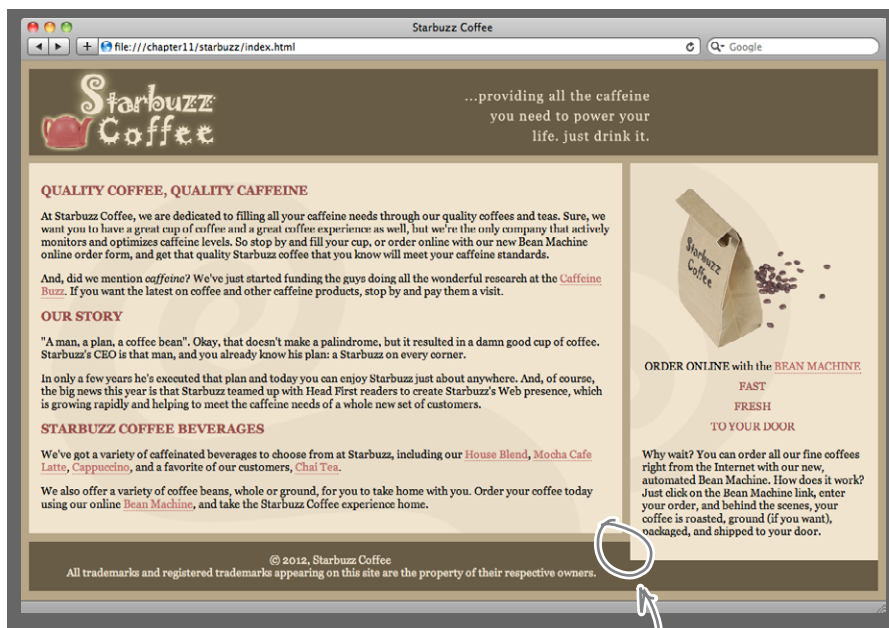 Starbuzz Coffee
file:///chapter11/starbuzz/index.html
Google
Starbuzz
Coffee
...providing all the caffeine
you need to power your
life. just drink it.
QUALITY COFFEE, QUALITY CAFFEINE
At Starbuzz Coffee, we are dedicated to filling all your caffeine needs through our quality coffees and teas. Sure, we
want you to have a great cup of coffee and a great coffee experience as well, but we're the only company that actively
monitors and optimizes caffeine levels. So stop by and fill your cup, or order online with our new Bean Machine
online order form, and get that quality Starbuzz coffee that you know will meet your caffeine standards.
And, did we mention caffeine? We've just started funding the guys doing all the wonderful research at the Caffeine
Buzz. If you want the latest on coffee and other caffeine products, stop by and pay them a visit.
OUR STORY
"A man, a plan, a coffee bean". Okay, that doesn't make a palindrome, but it resulted in a damn good cup of coffee.
Starbuzz's CEO is that man, and you already know his plan: a Starbuzz on every corner.
In only a few years he's executed that plan and today you can enjoy Starbuzz just about anywhere. And, of course,
the big news this year is that Starbuzz teamed up with Head First readers to create Starbuzz's Web presence, which
is growing rapidly and helping to meet the caffeine needs of a whole new set of customers.
STARBUZZ COFFEE BEVERAGES
We've got a variety of caffeinated beverages to choose from at Starbuzz, including our House Blend, Mocha Cafe
Latte, Cappuccino, and a favorite of our customers, Chai Tea.
We also offer a variety of coffee beans, whole or ground, for you to take home with you. Order your coffee today
using our online Bean Machine, and take the Starbuzz Coffee experience home.
Starbuzz
Coffee
ORDER ONLINE with the BEAN MACHINE
FAST
FRESH
TO YOUR DOOR
Why wait? You can order all our fine coffees
right from the Internet with our new,
automated Bean Machine. How does it work?
Just click on the Bean Machine link, enter
your order, and behind the scenes, your
coffee is roasted, ground (if you want),
packaged, and shipped to your door.
© 2012, Starbuzz Coffee
All trademarks and registered trademarks appearing on this site are the property of their respective owners.